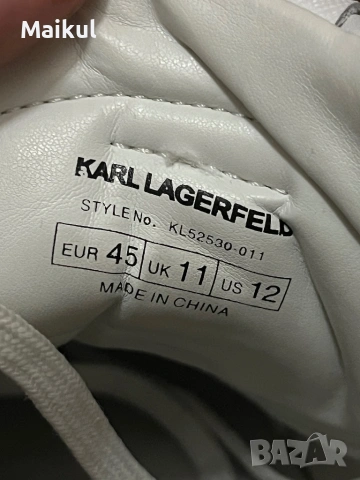 Maikul
KARL LAGERFELD
STYLE No. KL52530-011
EUR 45 UK 11 US 12
MADE IN CHINA
BAZAR